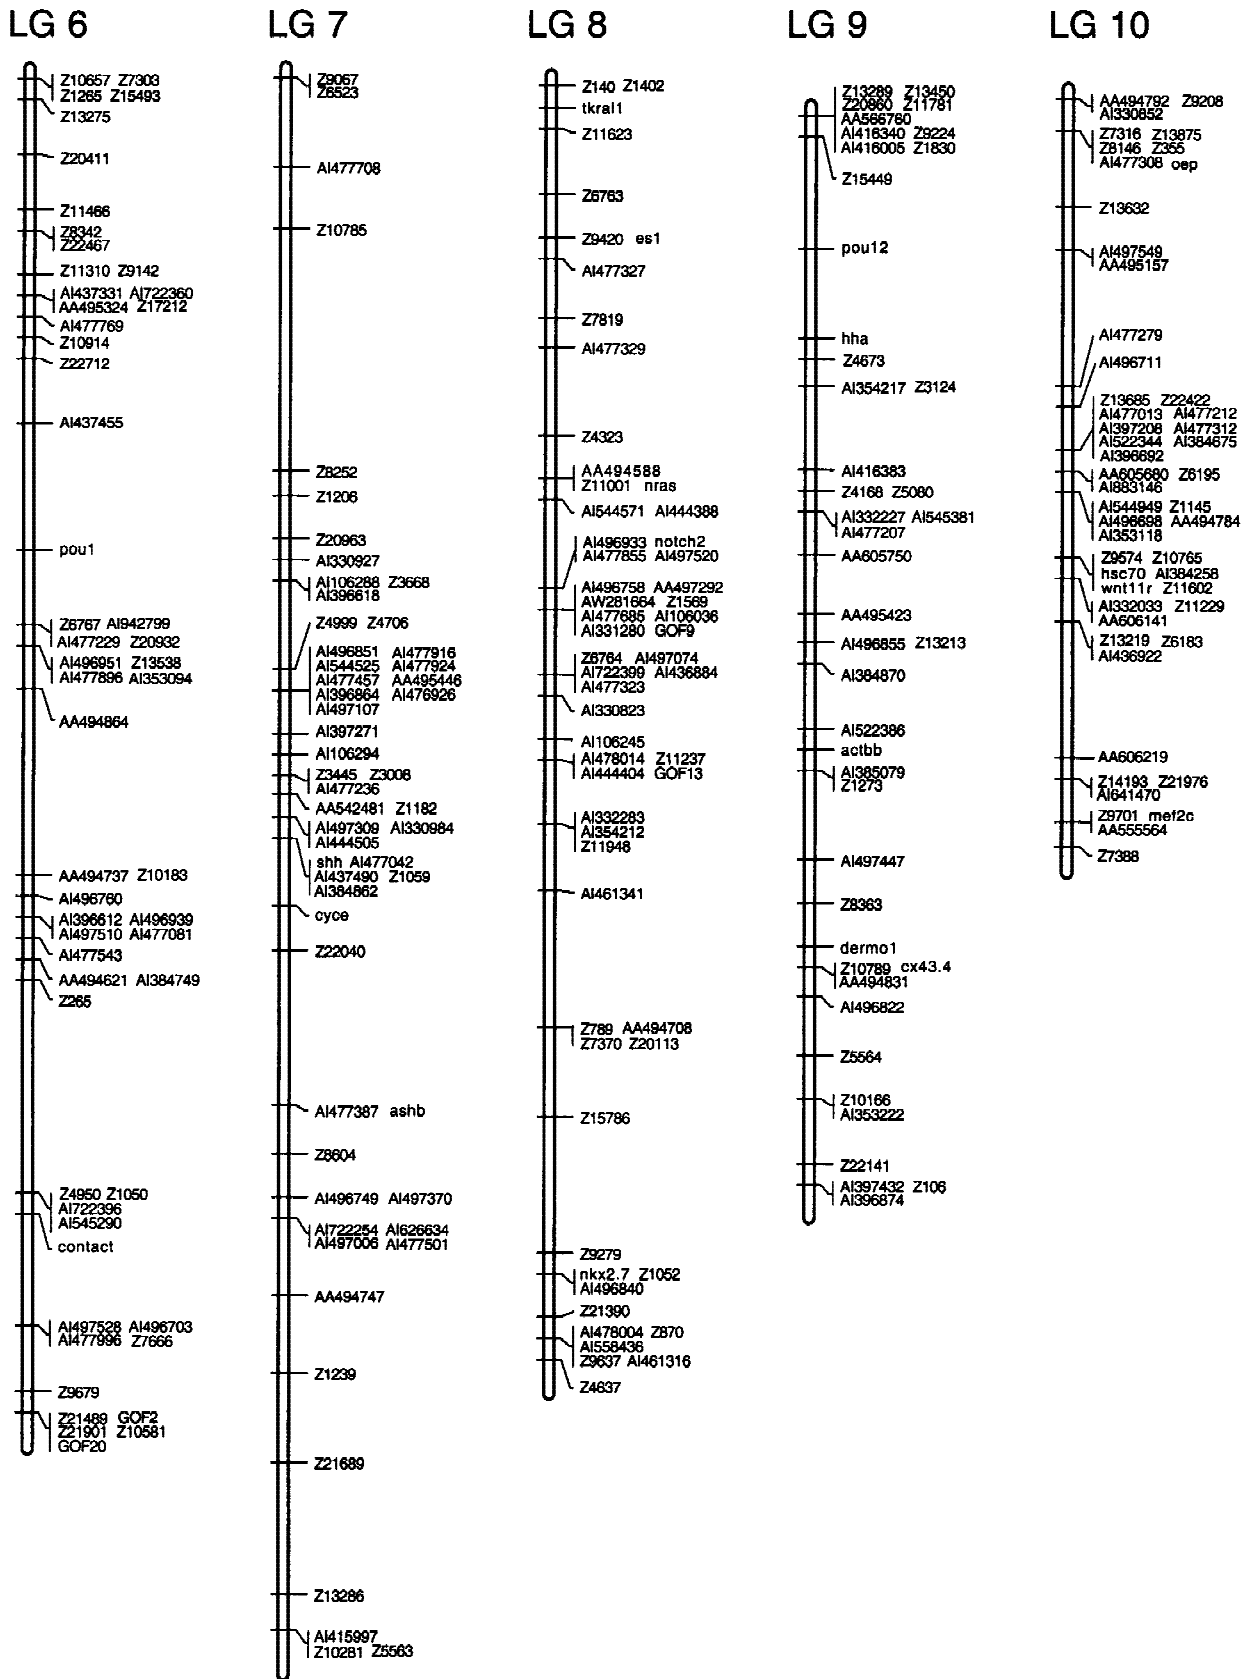 LG 6
Z10657 Z7303
Z1265 Z15493
Z13275
Z20411
Z11466
Z8342
Z22467
Z11310 Z9142
AI437331 AI722360
AA495324 Z17212
AI477769
Z10914
Z22712
AI437455
pou1
Z6767 AI942799
AI477229 Z20932
AI496951 Z13538
AI477896 AI353094
AA494864
AA494737 Z10183
AI496760
AI396612 AI496939
AI497510 AI477081
AI477543
AA494621 AI384749
Z265
Z4950 Z1050
AI722396
AI545290
contact
AI497528 AI496703
AI477996 Z7666
Z9679
Z21489 GOF2
Z21901 Z10581
GOF20
LG 7
Z9067
Z6523
AI477708
Z10785
Z8252
Z1206
Z20963
AI330927
AI106288 Z3668
AI396618
Z4999 Z4706
AI496851 AI477916
AI544525 AI477924
AI477457 AA495446
AI396864 AI476926
AI497107
AI397271
AI106294
Z3445 Z3008
AI477236
AA542481 Z1182
AI497309 AI330984
AI444505
shh AI477042
AI437490 Z1059
AI384862
cyce
Z22040
AI477387 ashb
Z8604
AI496749 AI497370
AI722254 AI626634
AI497006 AI477501
AA494747
Z1239
Z21689
Z13286
AI415997
Z10281 Z5563
LG 8
Z140 Z1402
tkral1
Z11623
Z6763
Z9420 es1
AI477327
Z7819
AI477329
Z4323
AA494588
Z11001 nras
AI544571 AI444388
AI496933 notch2
AI477855 AI497520
AI496758 AA497292
AW281664 Z1569
AI477685 AI106036
AI331280 GOF9
Z6764 AI497074
AI722399 AI436884
AI477323
AI330823
AI106245
AI478014 Z11237
AI444404 GOF13
AI332283
AI354212
Z11948
AI461341
Z789 AA494708
Z7370 Z20113
Z15786
Z9279
nkx2.7 Z1052
AI496840
Z21390
AI478004 Z870
AI558436
Z9637 AI461316
Z4637
LG 9
Z13289 Z13450
Z20860 Z11781
AA566760
AI416340 Z9224
AI416005 Z1830
Z15449
pou12
hha
Z4673
AI354217 Z3124
AI416383
Z4168 Z5080
AI332227 AI545381
AI477207
AA605750
AA495423
AI496855 Z13213
AI384870
AI522386
actbb
AI385079
Z1273
AI497447
Z8363
dermo1
Z10789 cx43.4
AA494831
AI496822
Z5564
Z10166
AI353222
Z22141
AI397432 Z106
AI396874
LG 10
AA494792 Z9208
AI330652
Z7316 Z13875
Z8146 Z355
AI477308 oep
Z13632
AI497549
AA495157
AI477279
AI496711
Z13685 Z22422
AI477013 AI477212
AI397208 AI477312
AI522344 AI384675
AI396692
AA605680 Z6195
AI883146
AI544949 Z1145
AI496698 AA494784
AI353118
Z9574 Z10765
hsc70 AI384258
wnt11r Z11602
AI332033 Z11229
AA606141
Z13219 Z6183
AI436922
AA606219
Z14193 Z21976
AI641470
Z9701 mef2c
AA555564
Z7388